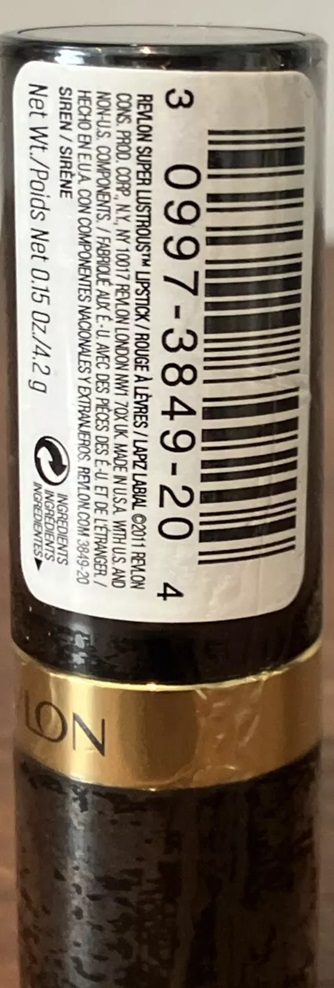 3 0997-3849-20 4
REVLON SUPER LUSTROUS™ LIPSTICK / ROUGE À LÈVRES / LAPIZ LABIAL ©2011 REVLON
CONS. PROD. CORP., N.Y., NY 10017 REVLON LONDON NW1 7QX UK. MADE IN U.S.A. WITH U.S. AND
NON-U.S. COMPONENTS. / FABRIQUÉ AUX É.-U. AVEC DES PIÈCES DES É.-U. ET DE L'ÉTRANGER. /
HECHO EN E.U.A. CON COMPONENTES NACIONALES Y EXTRANJEROS. REVLON.COM 3849-20
SIREN / SIRÈNE
Net Wt./Poids Net 0.15 Oz./4.2 g
INGREDIENTS
INGRÉDIENTS
INGREDIENTES
LON